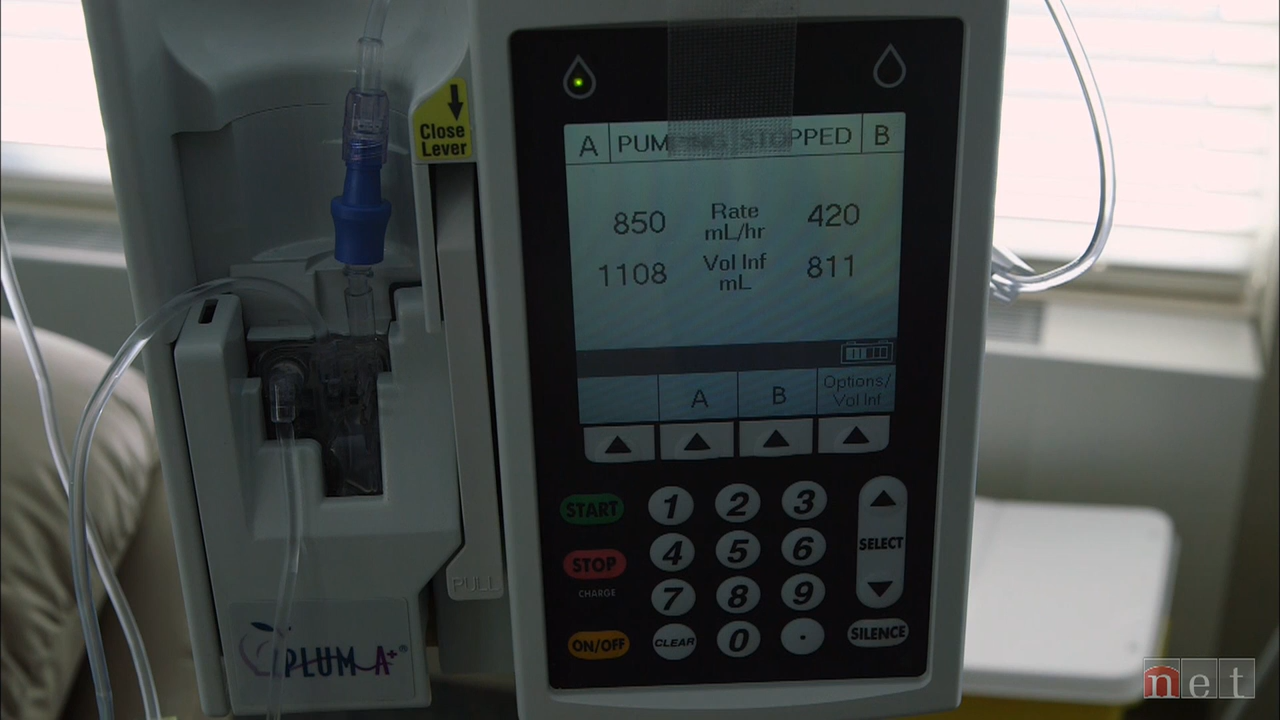 Close
Lever
A PUMPING STOPPED B
850 Rate mL/hr 420
1108 Vol Inf mL 811
A B Options/
Vol Inf
START 1 2 3
STOP 4 5 6 SELECT
CHARGE
7 8 9
ON/OFF CLEAR 0 . SILENCE
PULL
PLUM A+®
net